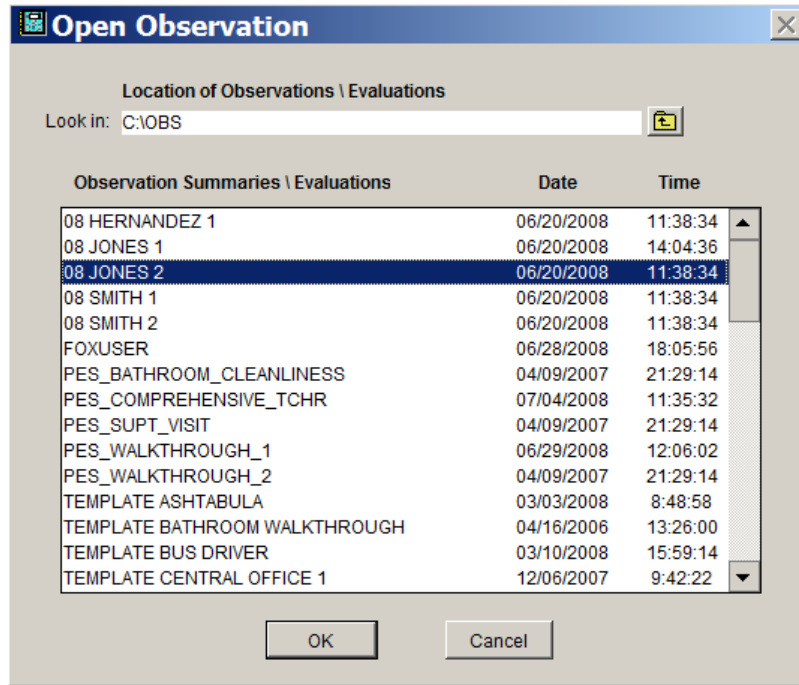 Open Observation
Location of Observations \ Evaluations
Look in: C:\OBS
Observation Summaries \ Evaluations Date Time
08 HERNANDEZ 1 06/20/2008 11:38:34
08 JONES 1 06/20/2008 14:04:36
08 JONES 2 06/20/2008 11:38:34
08 SMITH 1 06/20/2008 11:38:34
08 SMITH 2 06/20/2008 11:38:34
FOXUSER 06/28/2008 18:05:56
PES_BATHROOM_CLEANLINESS 04/09/2007 21:29:14
PES_COMPREHENSIVE_TCHR 07/04/2008 11:35:32
PES_SUPT_VISIT 04/09/2007 21:29:14
PES_WALKTHROUGH_1 06/29/2008 12:06:02
PES_WALKTHROUGH_2 04/09/2007 21:29:14
TEMPLATE ASHTABULA 03/03/2008 8:48:58
TEMPLATE BATHROOM WALKTHROUGH 04/16/2006 13:26:00
TEMPLATE BUS DRIVER 03/10/2008 15:59:14
TEMPLATE CENTRAL OFFICE 1 12/06/2007 9:42:22
OK Cancel